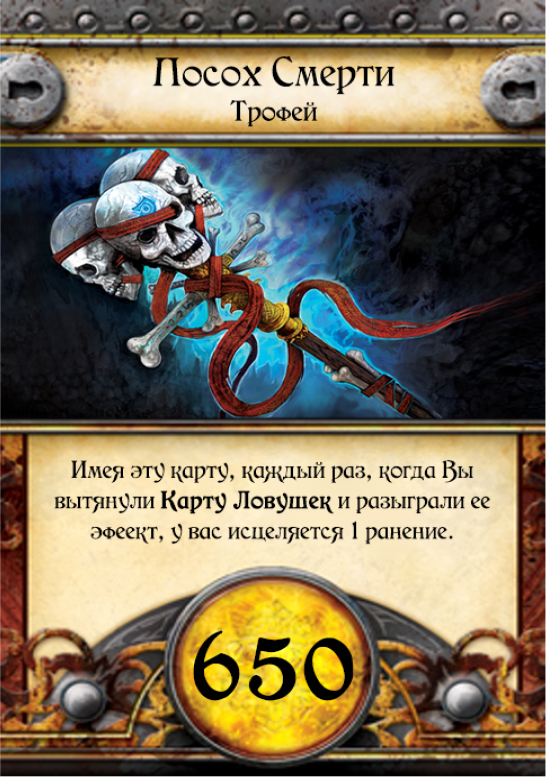 Посох Смерти
Трофей
Имея эту карту, каждый раз, когда Вы
вытянули Карту Ловушек и разыграли ее
эфеект, у вас исцеляется 1 ранение.
650